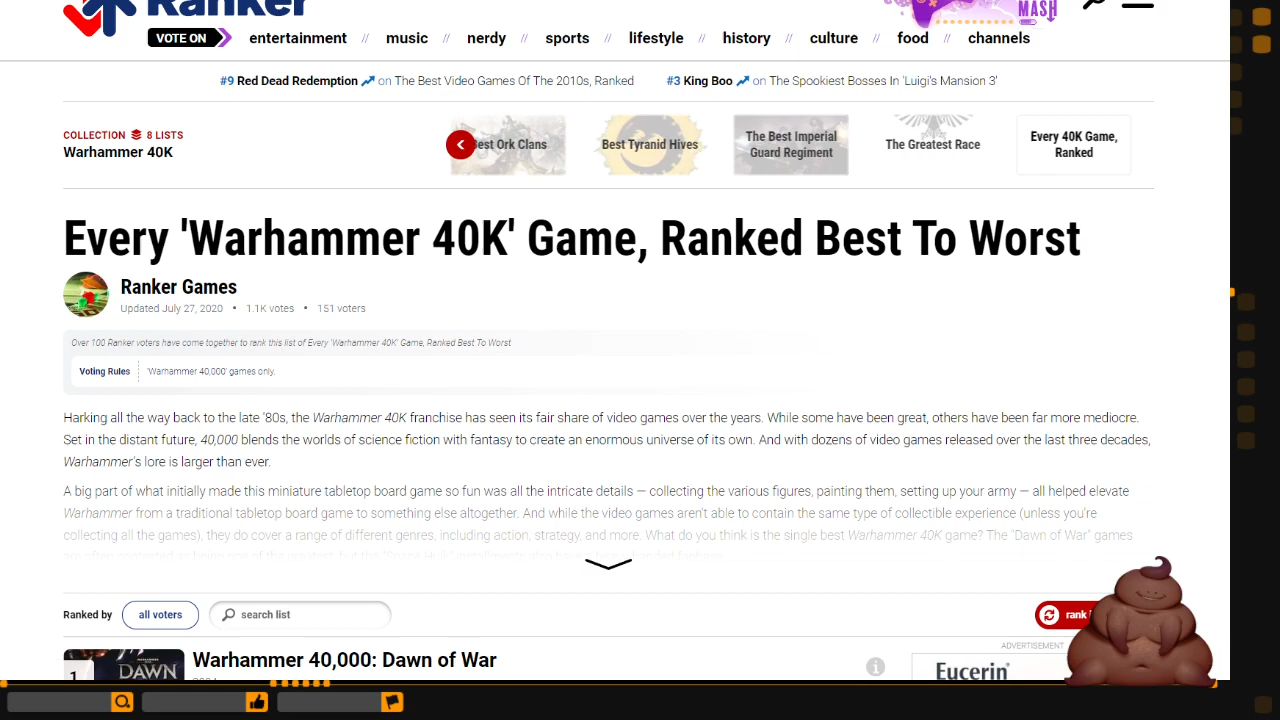 Ranker
MASH
VOTE ON entertainment // music // nerdy // sports // lifestyle // history // culture // food // channels
#9 Red Dead Redemption on The Best Video Games Of The 2010s, Ranked #3 King Boo on The Spookiest Bosses In 'Luigi's Mansion 3'
COLLECTION 8 LISTS
Warhammer 40K
Best Ork Clans
Best Tyranid Hives
The Best Imperial
Guard Regiment
The Greatest Race
Every 40K Game,
Ranked
Every 'Warhammer 40K' Game, Ranked Best To Worst
Ranker Games
Updated July 27, 2020 • 1.1K votes • 151 voters
Over 100 Ranker voters have come together to rank this list of Every 'Warhammer 40K' Game, Ranked Best To Worst
Voting Rules 'Warhammer 40,000' games only.
Harking all the way back to the late '80s, the Warhammer 40K franchise has seen its fair share of video games over the years. While some have been great, others have been far more mediocre.
Set in the distant future, 40,000 blends the worlds of science fiction with fantasy to create an enormous universe of its own. And with dozens of video games released over the last three decades,
Warhammer's lore is larger than ever.
A big part of what initially made this miniature tabletop board game so fun was all the intricate details — collecting the various figures, painting them, setting up your army — all helped elevate
Warhammer from a traditional tabletop board game to something else altogether. And while the video games aren't able to contain the same type of collectible experience (unless you're
collecting all the games), they do cover a range of different genres, including action, strategy, and more. What do you think is the single best Warhammer 40K game? The "Dawn of War" games
Ranked by all voters search list
rank
ADVERTISEMENT
1 DAWN Warhammer 40,000: Dawn of War
Eucerin